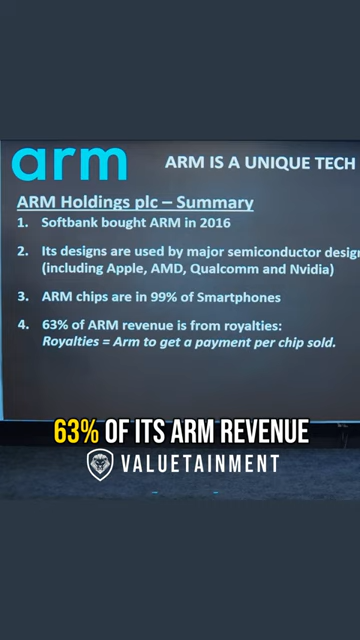 arm
ARM IS A UNIQUE TECH
ARM Holdings plc – Summary
1. Softbank bought ARM in 2016
2. Its designs are used by major semiconductor design
(including Apple, AMD, Qualcomm and Nvidia)
3. ARM chips are in 99% of Smartphones
4. 63% of ARM revenue is from royalties:
Royalties = Arm to get a payment per chip sold.
63% OF ITS ARM REVENUE
VALUETAINMENT